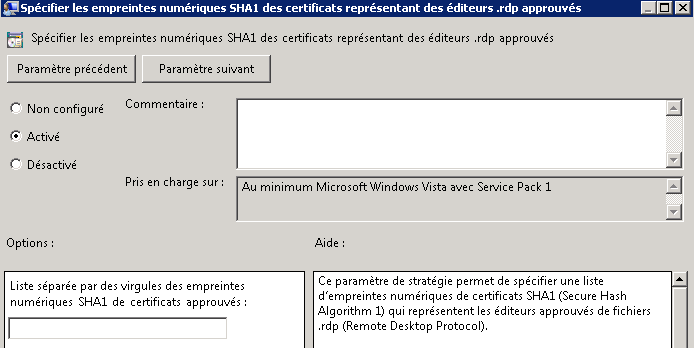 Spécifier les empreintes numériques SHA1 des certificats représentant des éditeurs .rdp approuvés
Spécifier les empreintes numériques SHA1 des certificats représentant des éditeurs .rdp approuvés
Paramètre précédent
Paramètre suivant
Non configuré
Commentaire :
Activé
Désactivé
Pris en charge sur :
Au minimum Microsoft Windows Vista avec Service Pack 1
Options :
Aide :
Liste séparée par des virgules des empreintes
numériques SHA1 de certificats approuvés :
Ce paramètre de stratégie permet de spécifier une liste
d'empreintes numériques de certificats SHA1 (Secure Hash
Algorithm 1) qui représentent les éditeurs approuvés de fichiers
.rdp (Remote Desktop Protocol).